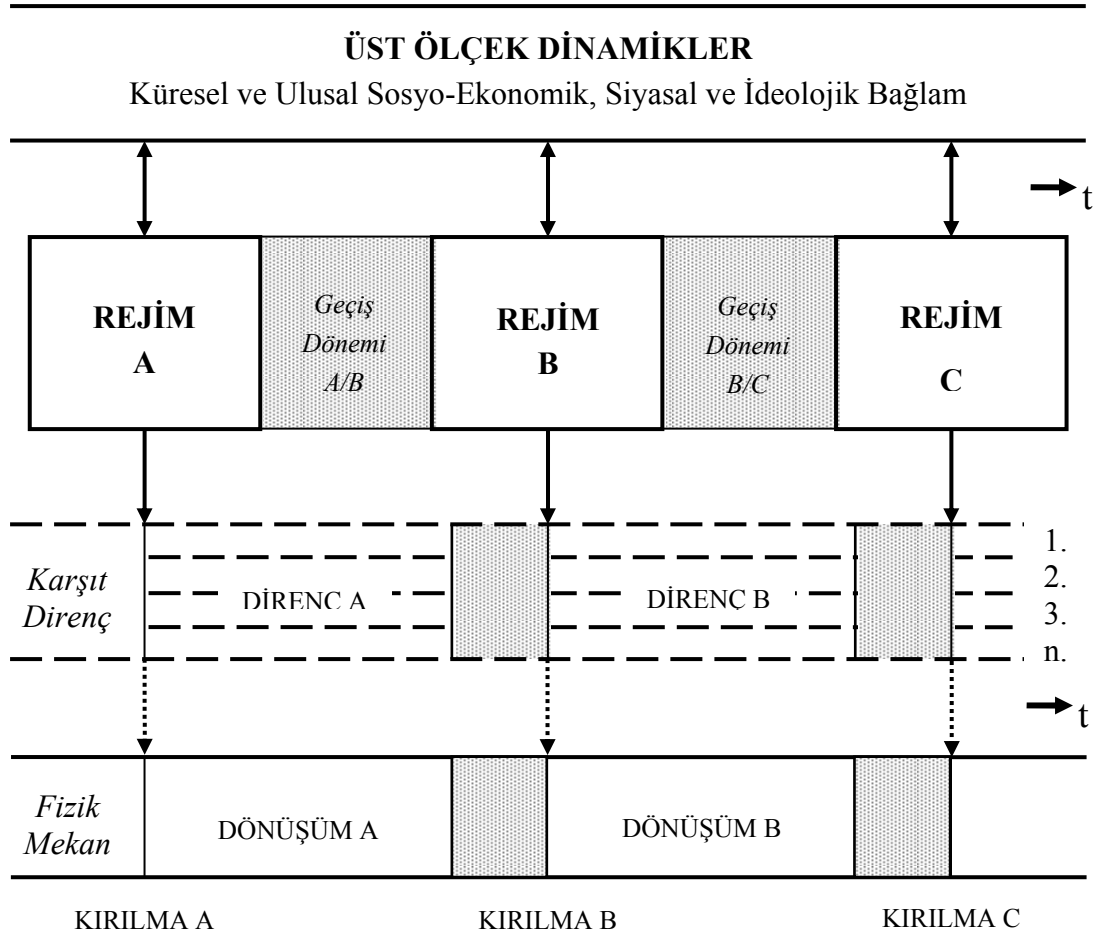 ÜST ÖLÇEK DİNAMİKLER
Küresel ve Ulusal Sosyo-Ekonomik, Siyasal ve İdeolojik Bağlam
t
REJİM
A
Geçiş
Dönemi
A/B
REJİM
B
Geçiş
Dönemi
B/C
REJİM
C
Karşıt
Direnç
DİRENÇ A
DİRENÇ B
1.
2.
3.
n.
t
Fizik
Mekan
DÖNÜŞÜM A
DÖNÜŞÜM B
KIRILMA A
KIRILMA B
KIRILMA C